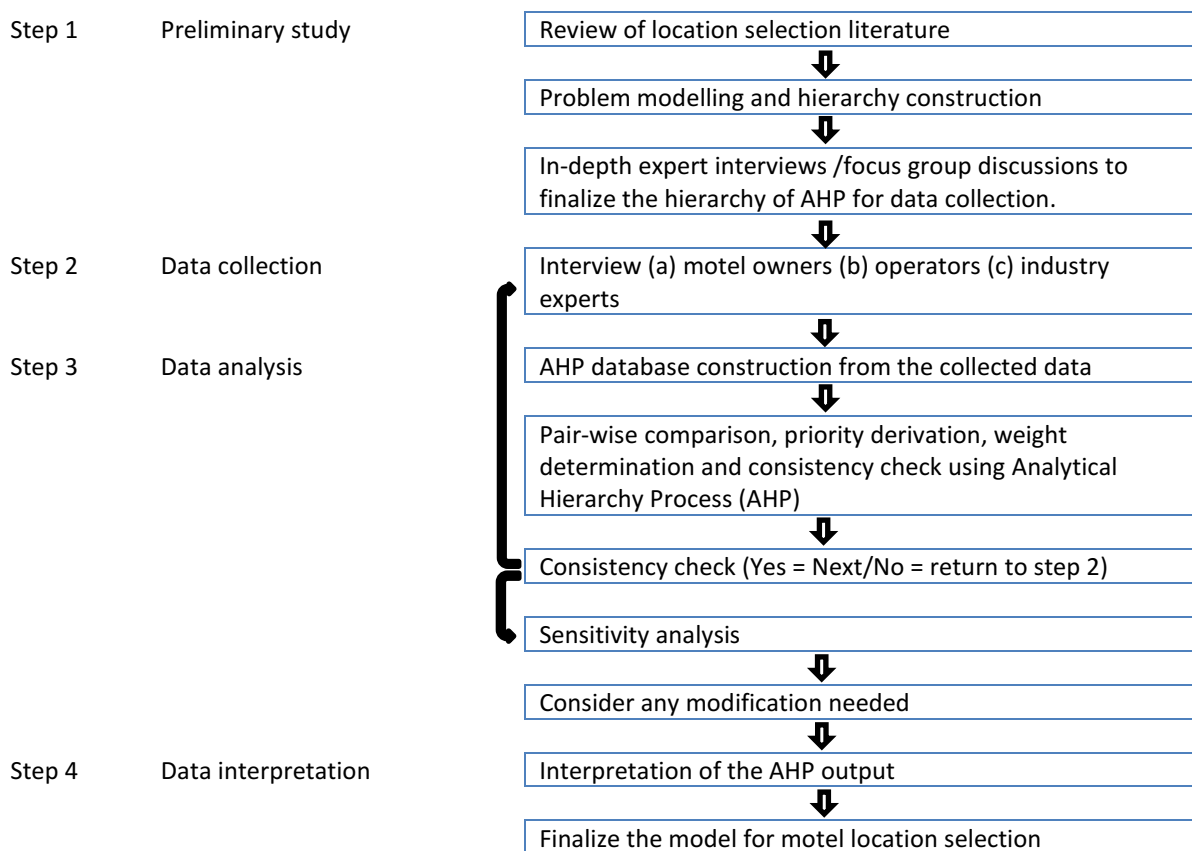 Step 1 Preliminary study Review of location selection literature
Problem modelling and hierarchy construction
In-depth expert interviews /focus group discussions to
finalize the hierarchy of AHP for data collection.
Step 2 Data collection Interview (a) motel owners (b) operators (c) industry
experts
Step 3 Data analysis AHP database construction from the collected data
Pair-wise comparison, priority derivation, weight
determination and consistency check using Analytical
Hierarchy Process (AHP)
Consistency check (Yes = Next/No = return to step 2)
Sensitivity analysis
Consider any modification needed
Step 4 Data interpretation Interpretation of the AHP output
Finalize the model for motel location selection